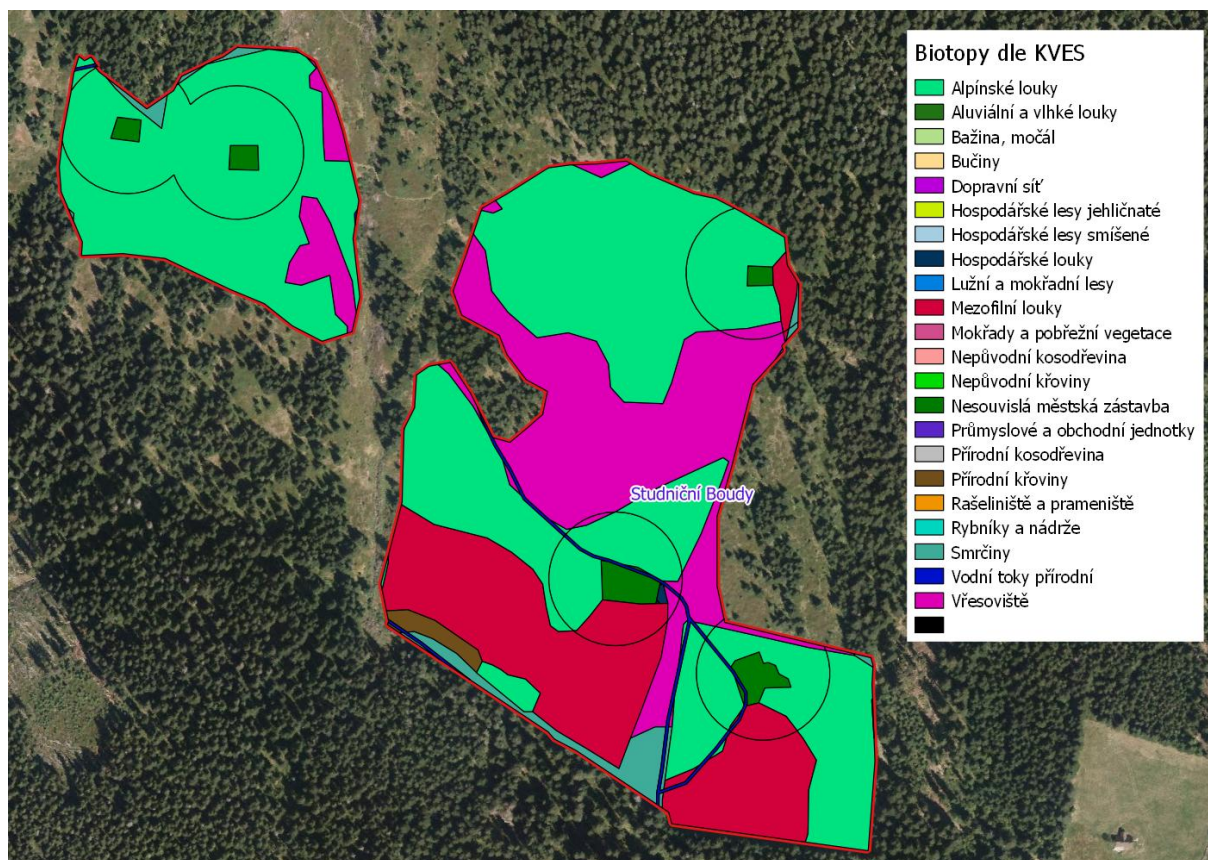 Biotopy dle KVES
Alpínské louky
Aluviální a vlhké louky
Bažina, močál
Bučiny
Dopravní síť
Hospodářské lesy jehličnaté
Hospodářské lesy smíšené
Hospodářské louky
Lužní a mokřadní lesy
Mezofilní louky
Mokřady a pobřežní vegetace
Nepůvodní kosodřevina
Nepůvodní křoviny
Nesouvislá městská zástavba
Průmyslové a obchodní jednotky
Přírodní kosodřevina
Přírodní křoviny
Rašeliniště a prameniště
Rybníky a nádrže
Smrčiny
Vodní toky přírodní
Vřesoviště
Studniční Boudy